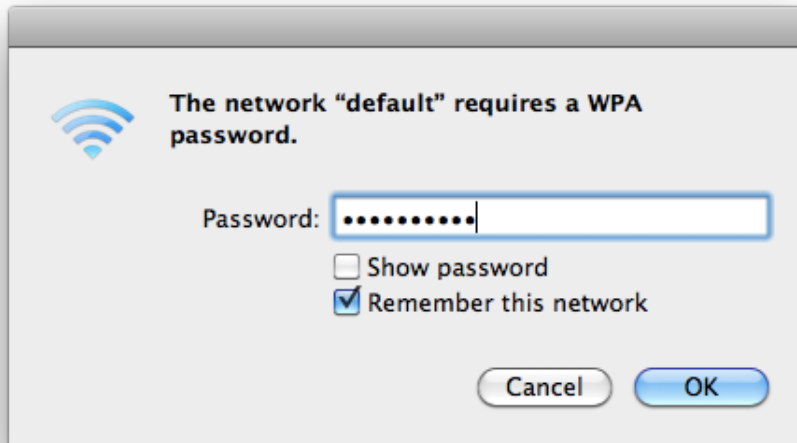 The network “default” requires a WPA
password.
Password: ••••••••••
Show password
Remember this network
Cancel OK